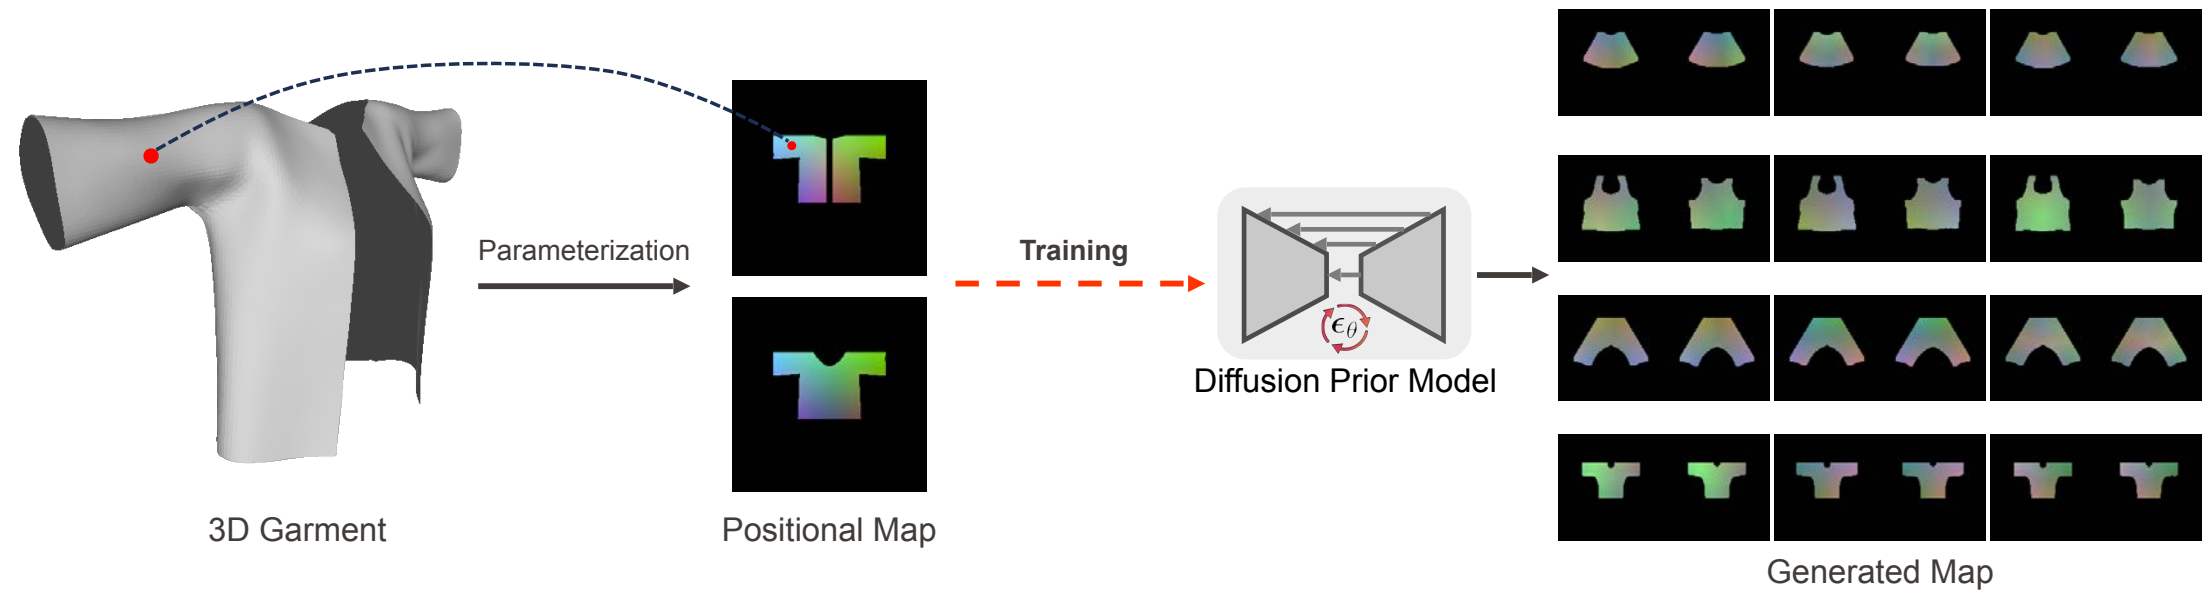 Parameterization
Training
ϵθ
Diffusion Prior Model
3D Garment
Positional Map
Generated Map